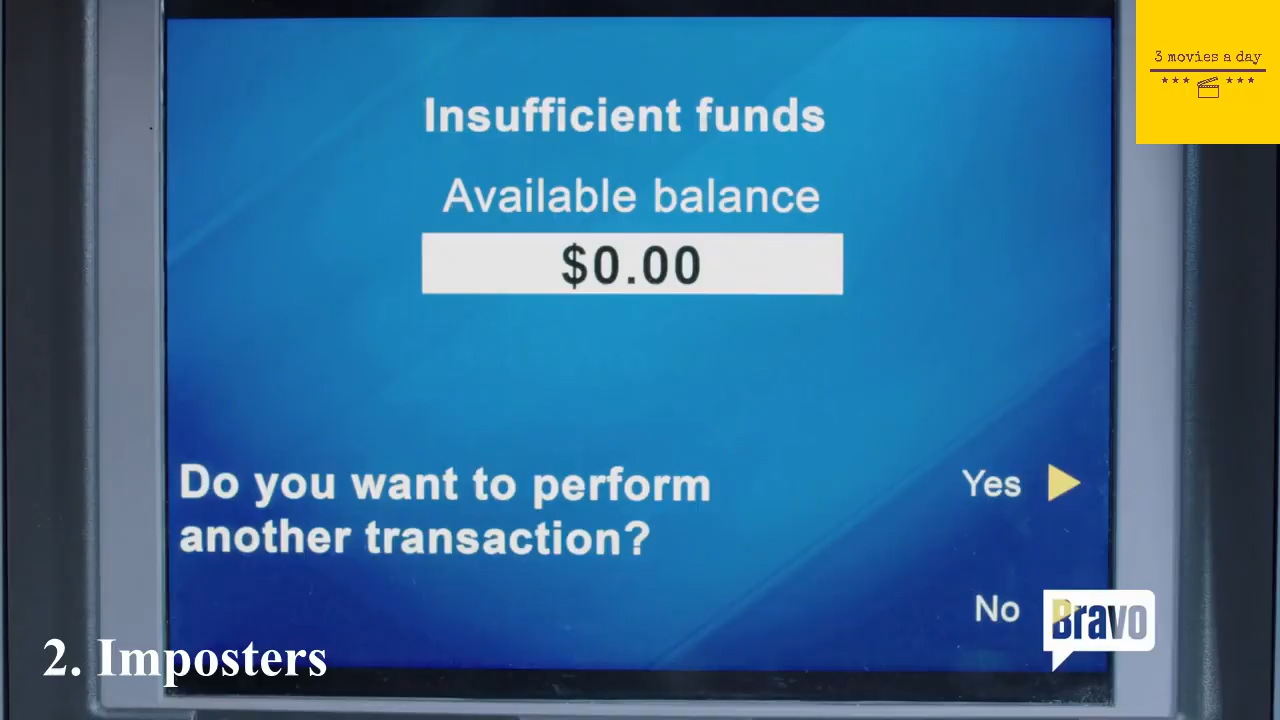 3 movies a day
Insufficient funds
Available balance
$0.00
Do you want to perform
another transaction?
Yes
No
Bravo
2. Imposters